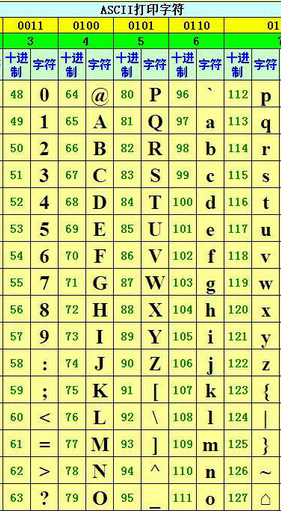 ASCII打印字符
0011 0100 0101 0110 01
3 4 5 6
十进制 字符 十进制 字符 十进制 字符 十进制 字符 十进制 字符
48 0 64 @ 80 P 96 ` 112 p
49 1 65 A 81 Q 97 a 113 q
50 2 66 B 82 R 98 b 114 r
51 3 67 C 83 S 99 c 115 s
52 4 68 D 84 T 100 d 116 t
53 5 69 E 85 U 101 e 117 u
54 6 70 F 86 V 102 f 118 v
55 7 71 G 87 W 103 g 119 w
56 8 72 H 88 X 104 h 120 x
57 9 73 I 89 Y 105 i 121 y
58 : 74 J 90 Z 106 j 122 z
59 ; 75 K 91 [ 107 k 123 {
60 < 76 L 92 \ 108 l 124 |
61 = 77 M 93 ] 109 m 125 }
62 > 78 N 94 ^ 110 n 126 ~
63 ? 79 O 95 _ 111 o 127 ⌂